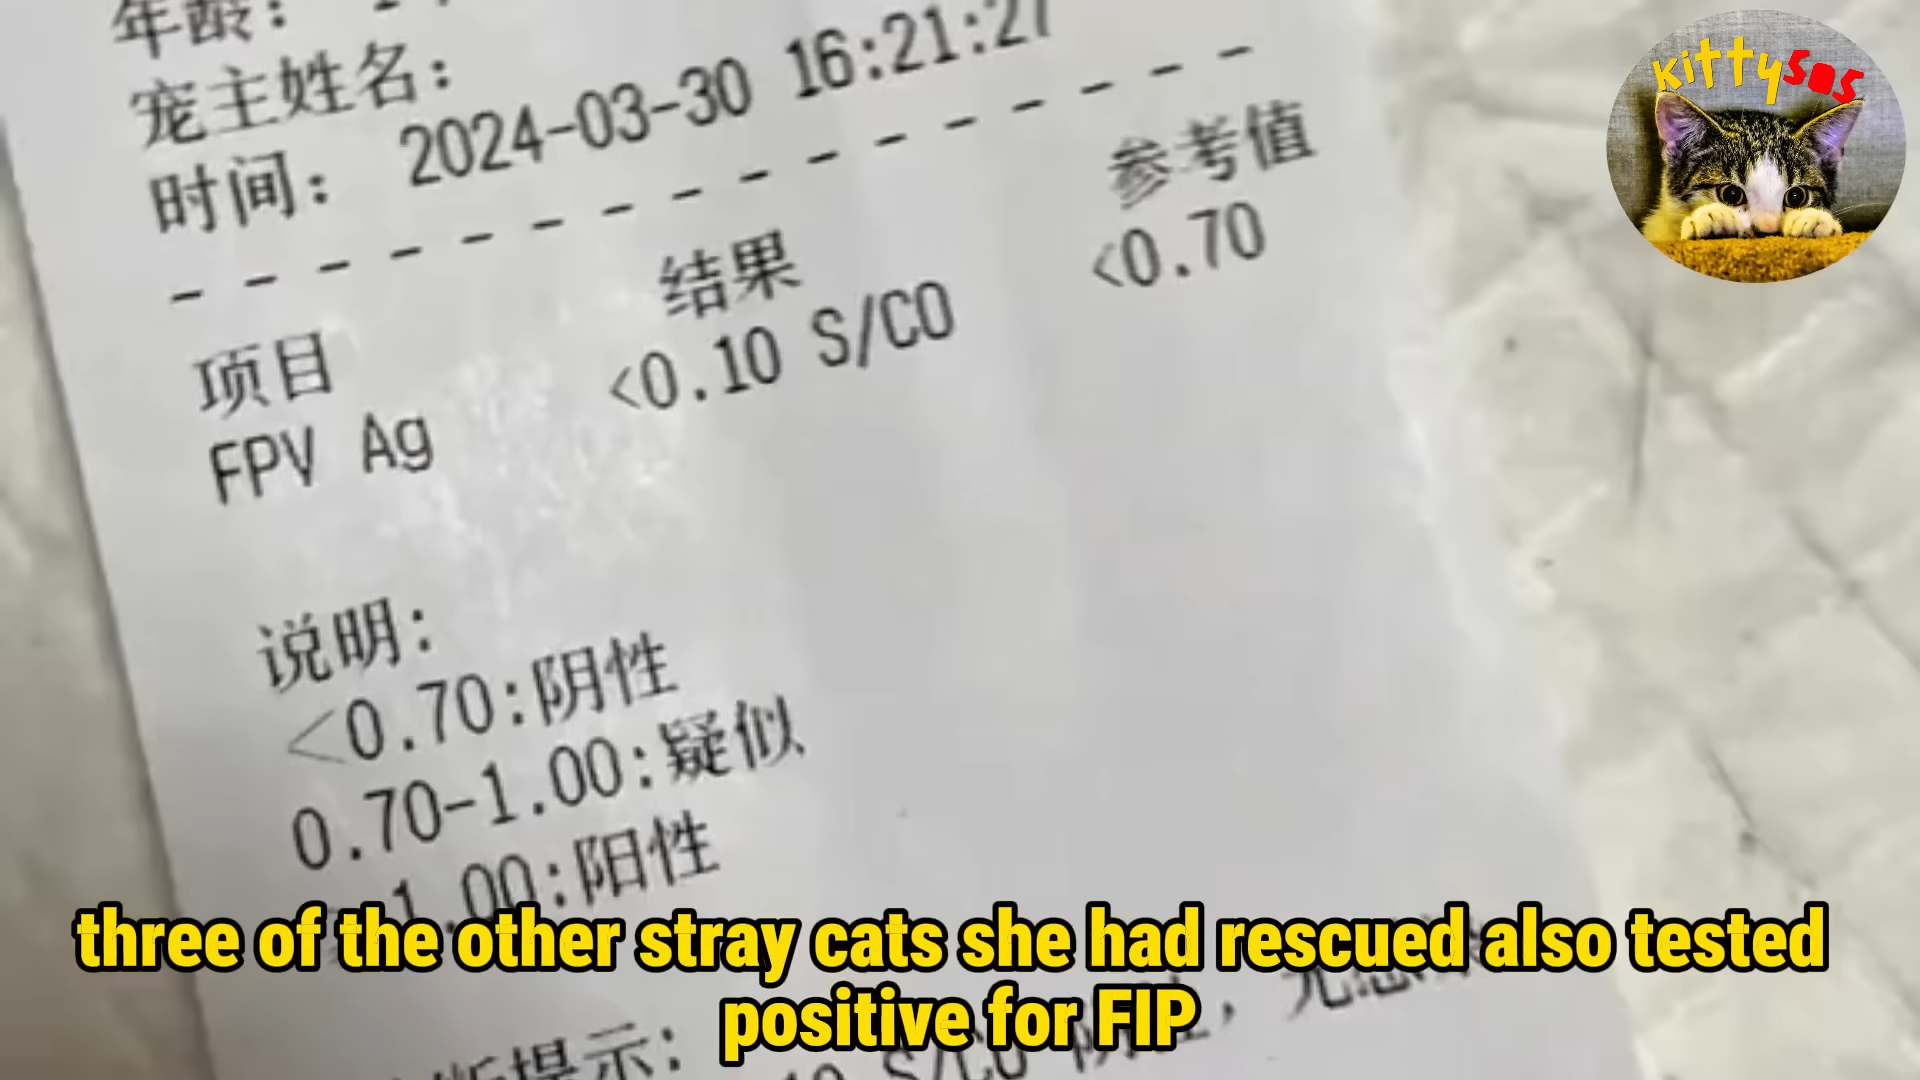 年龄：
宠主姓名：
时间： 2024-03-30 16:21:27
项目 结果 参考值
FPV Ag <0.10 S/CO <0.70
说明：
<0.70:阴性
0.70-1.00:疑似
1.00:阳性
提示：
S/CO
kittysos
three of the other stray cats she had rescued also tested
positive for FIP